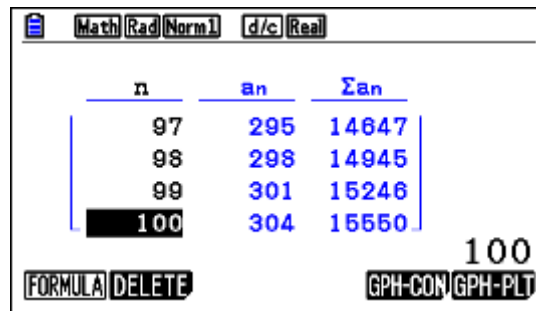 Math Rad Norm1 d/c Real
n an Σan
97 295 14647
98 298 14945
99 301 15246
100 304 15550
100
FORMULA DELETE GPH-CON GPH-PLT